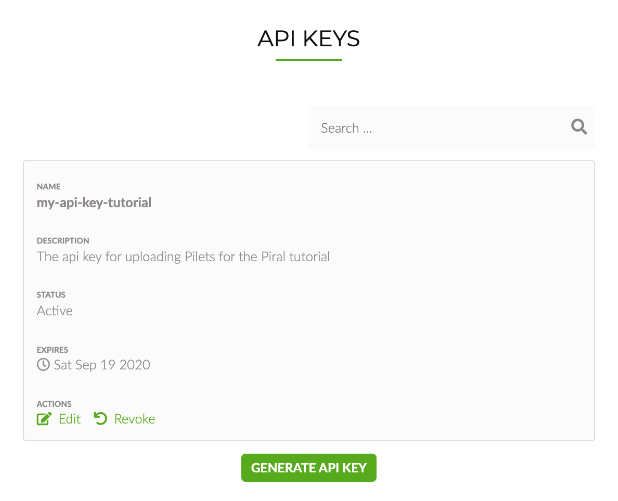 API KEYS
Search ...
NAME
my-api-key-tutorial
DESCRIPTION
The api key for uploading Pilets for the Piral tutorial
STATUS
Active
EXPIRES
Sat Sep 19 2020
ACTIONS
Edit Revoke
GENERATE API KEY